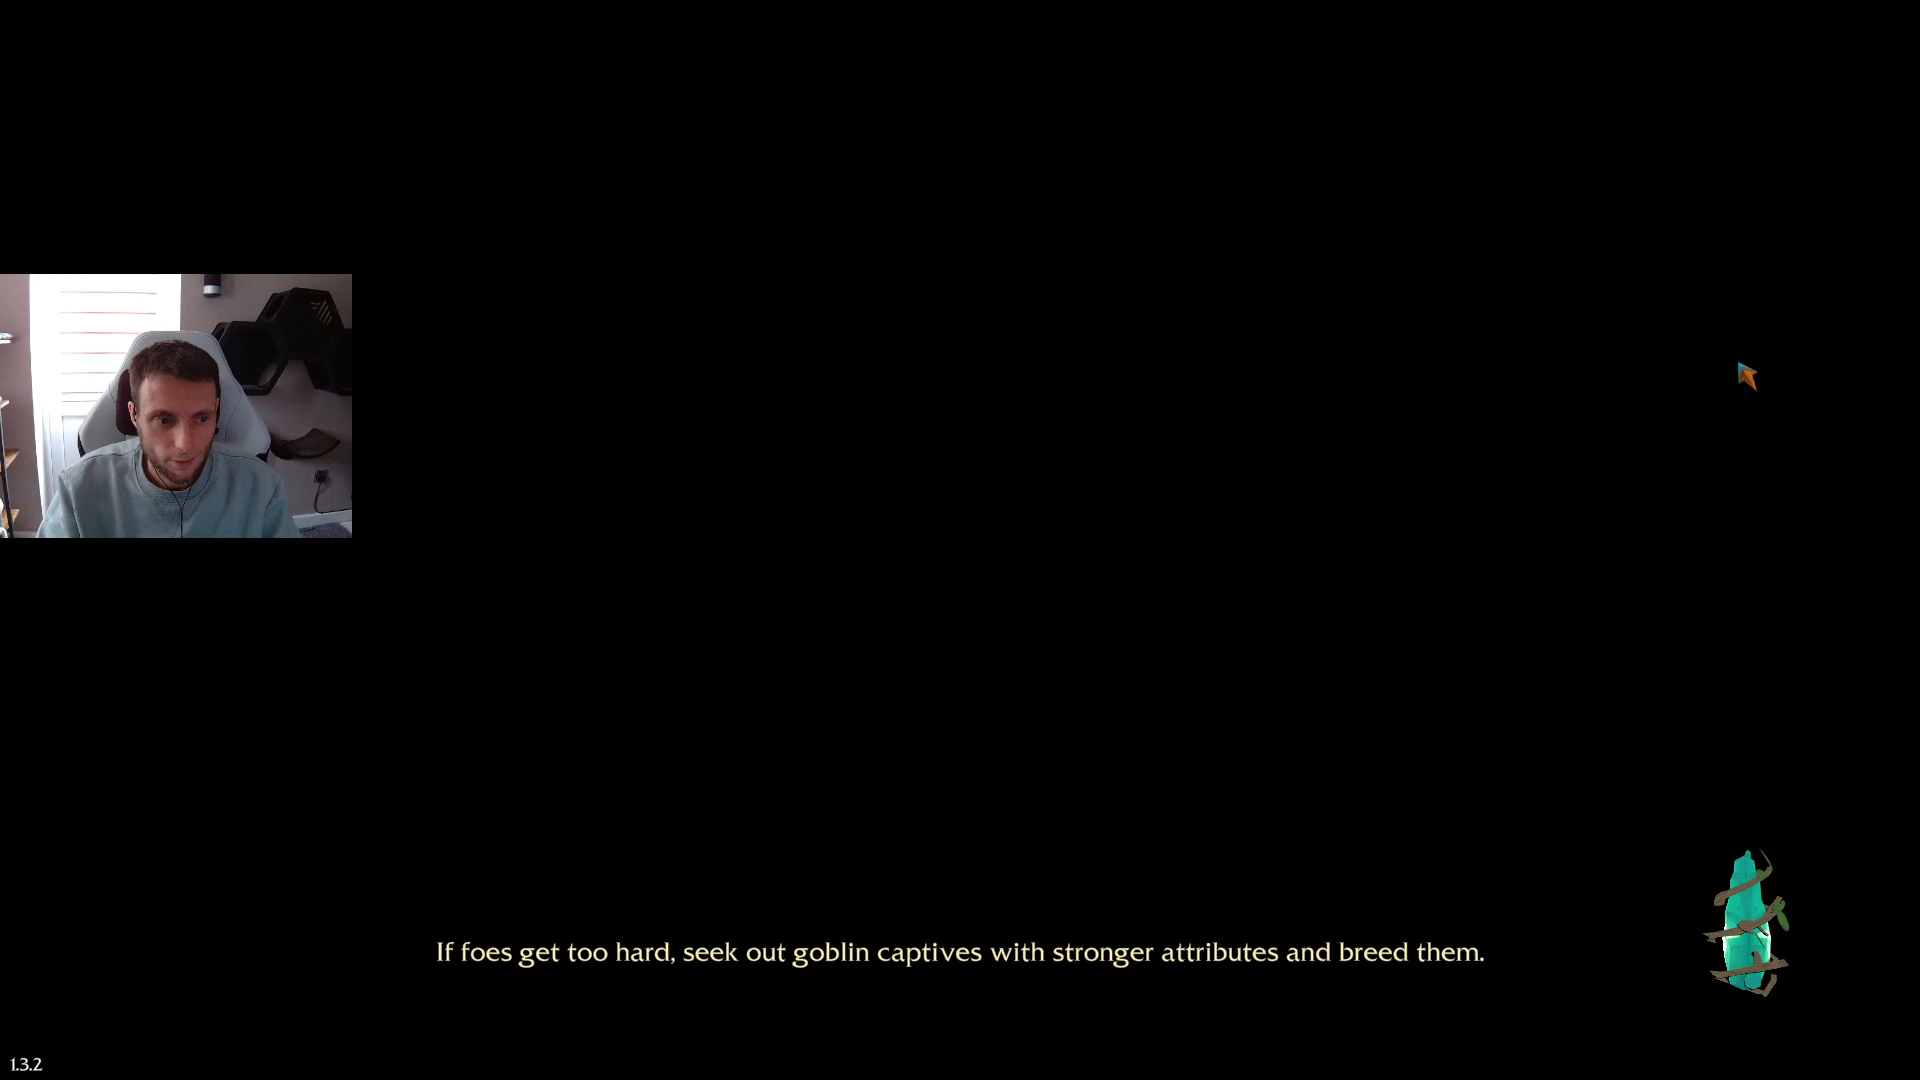 If foes get too hard, seek out goblin captives with stronger attributes and breed them.
1.3.2